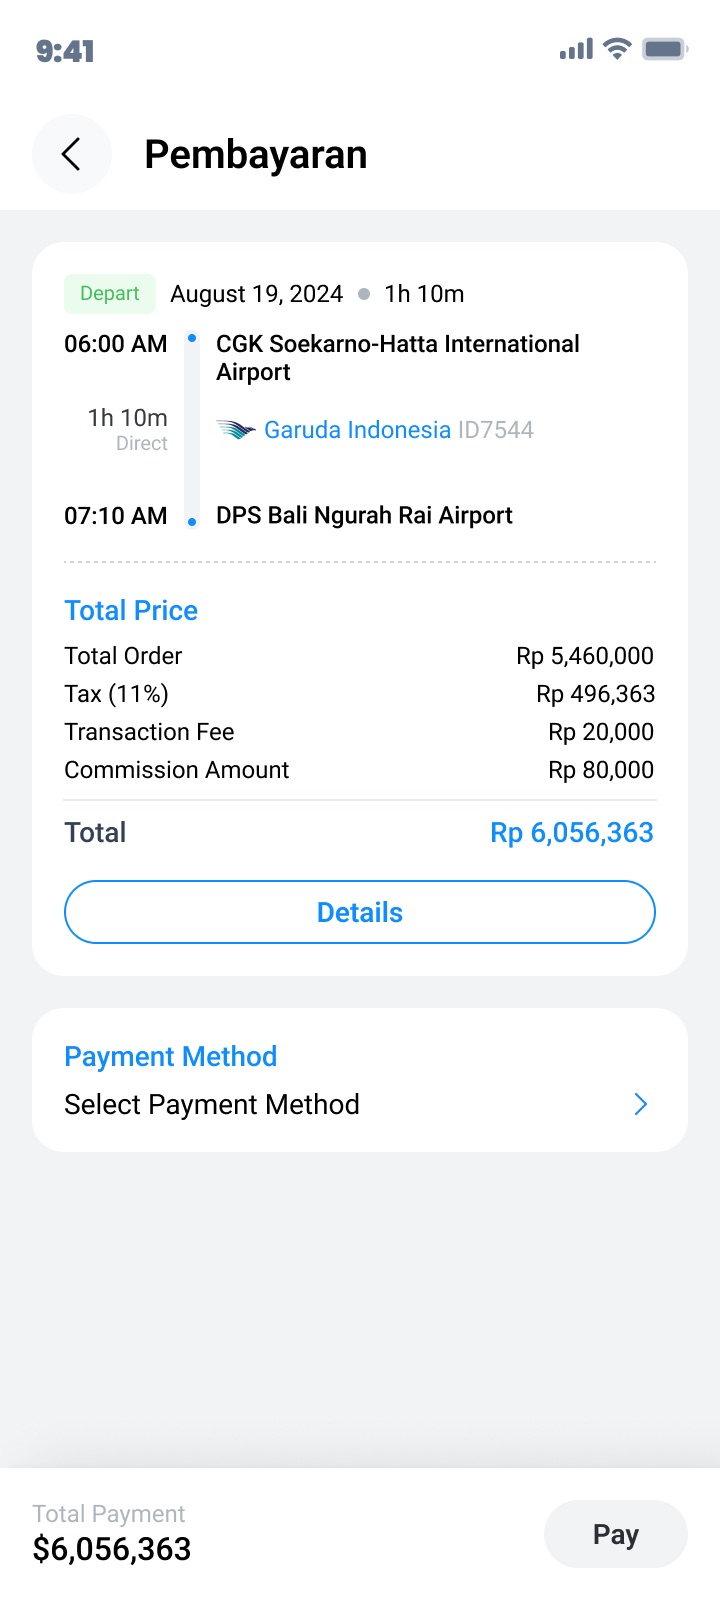 9:41
Pembayaran
Depart August 19, 2024 1h 10m
06:00 AM CGK Soekarno-Hatta International
Airport
1h 10m
Direct
Garuda Indonesia ID7544
07:10 AM DPS Bali Ngurah Rai Airport
Total Price
Total Order Rp 5,460,000
Tax (11%) Rp 496,363
Transaction Fee Rp 20,000
Commission Amount Rp 80,000
Total Rp 6,056,363
Details
Payment Method
Select Payment Method
Total Payment
$6,056,363
Pay